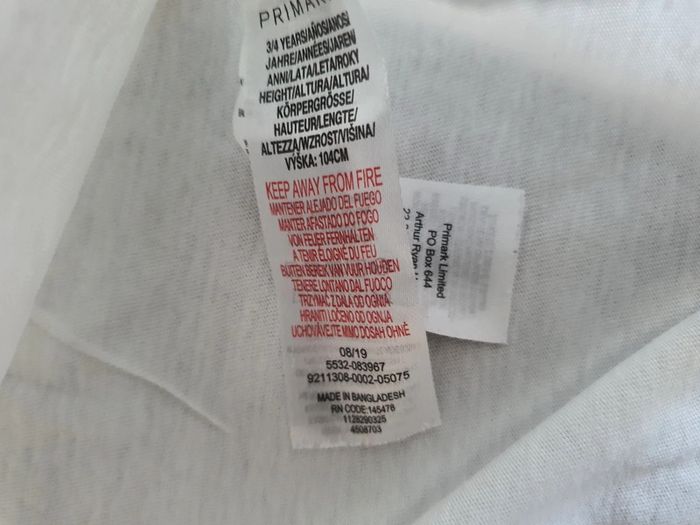 PRIMARK
3/4 YEARS/AÑOS/ANOS/
JAHRE/ANNÉES/JAREN/
ANNI/LATA/LETA/ROKY
HEIGHT/ALTURA/ALTURA/
KÖRPERGRÖSSE/
HAUTEUR/LENGTE/
ALTEZZA/WZROST/VIŠINA/
VÝŠKA: 104CM
KEEP AWAY FROM FIRE
MANTENER ALEJADO DEL FUEGO
MANTER AFASTADO DO FOGO
VON FEUER FERNHALTEN
A TENIR ÉLOIGNÉ DU FEU
BUITEN BEREIK VAN VUUR HOUDEN
TENERE LONTANO DAL FUOCO
TRZYMAĆ Z DALA OD OGNIA
HRANITI LOČENO OD OGNJA
UCHOVÁVEJTE MIMO DOSAH OHNĚ
08/19
5532-083967
9211308-0002-05075
MADE IN BANGLADESH
RN CODE:145476
1128290325
4508703
Primark Limited
PO Box 644
Arthur Ryan
22